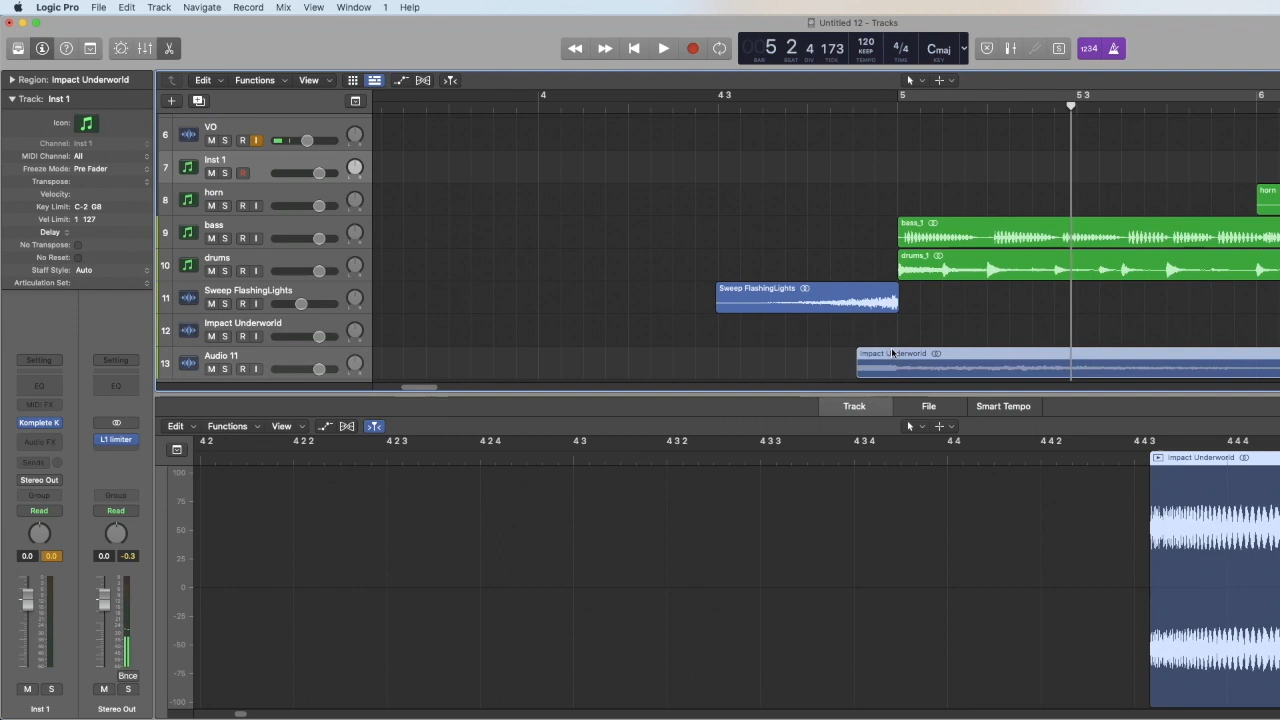 Logic Pro File Edit Track Navigate Record Mix View Window 1 Help
Untitled 12 - Tracks
005 2 4 173
BAR BEAT DIV TICK
120
KEEP
TEMPO
4/4
TIME
Cmaj
KEY
S
1234
Region: Impact Underworld
Edit Functions View
Track: Inst 1
4 4 3 5 5 3 6
Icon:
Channel: Inst 1
MIDI Channel: All
Freeze Mode: Pre Fader
Transpose:
Velocity:
Key Limit: C-2 G8
Vel Limit: 1 127
Delay
No Transpose:
No Reset:
Staff Style: Auto
Articulation Set:
6 VO
M S R I
7 Inst 1
M S R
8 horn
M S R I
horn
9 bass
M S R I
bass_1
10 drums
M S R I
drums_1
11 Sweep FlashingLights
M S R I
Sweep FlashingLights
12 Impact Underworld
M S R I
13 Audio 11
M S R I
Impact Underworld
Track File Smart Tempo
Edit Functions View
4 2 4 2 2 4 2 3 4 2 4 4 3 4 3 2 4 3 3 4 3 4 4 4 4 4 2 4 4 3 4 4 4
Impact Underworld
100
75
50
25
0
-25
-50
-75
-100
Setting Setting
EQ EQ
MIDI FX
Komplete K
Audio FX L1 limiter
Sends
Stereo Out
Group Group
Read Read
0.0 0.0 0.0 -0.3
Bnce
M S M S
Inst 1 Stereo Out